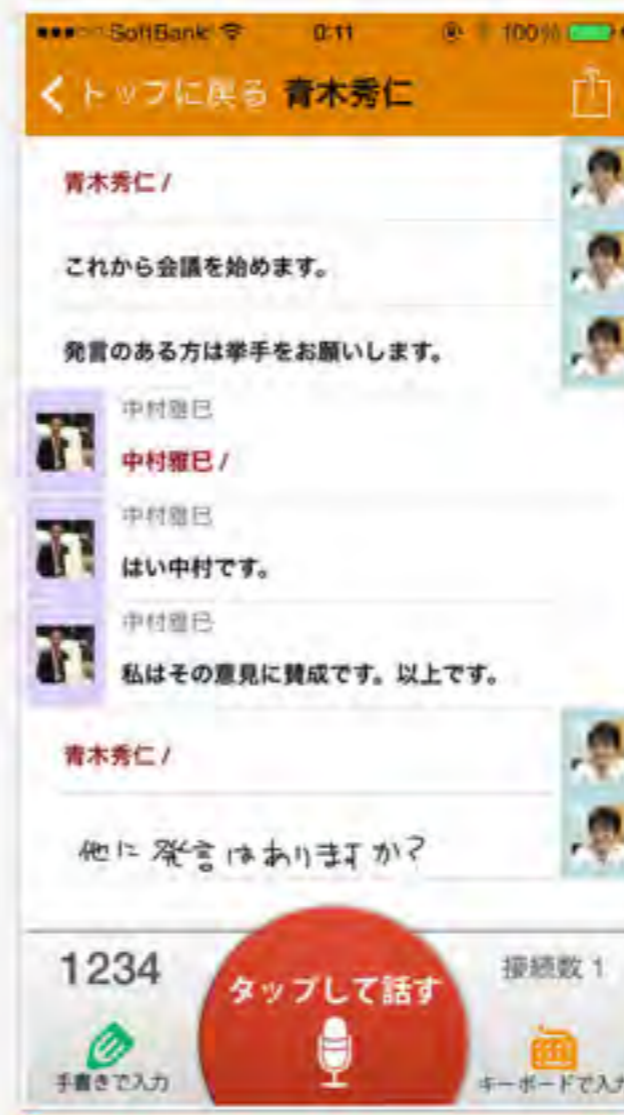 SoftBank 0:11 100%
トップに戻る 青木秀仁
青木秀仁 /
これから会議を始めます。
発言のある方は挙手をお願いします。
中村雅巳
中村雅巳 /
中村雅巳
はい中村です。
中村雅巳
私はその意見に賛成です。以上です。
青木秀仁 /
他に発言はありますか?
1234
タップして話す
接続数 1
手書きで入力
キーボードで入力